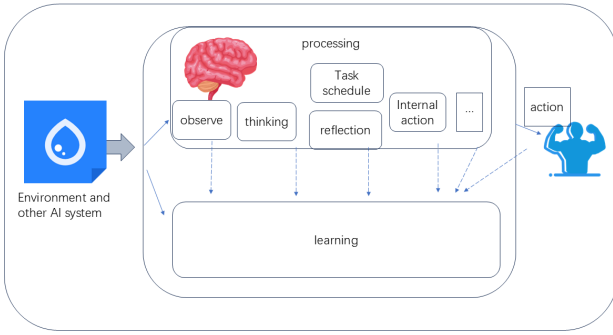 processing
Task
schedule
observe
thinking
reflection
Internal
action
...
action
Environment and
other AI system
learning